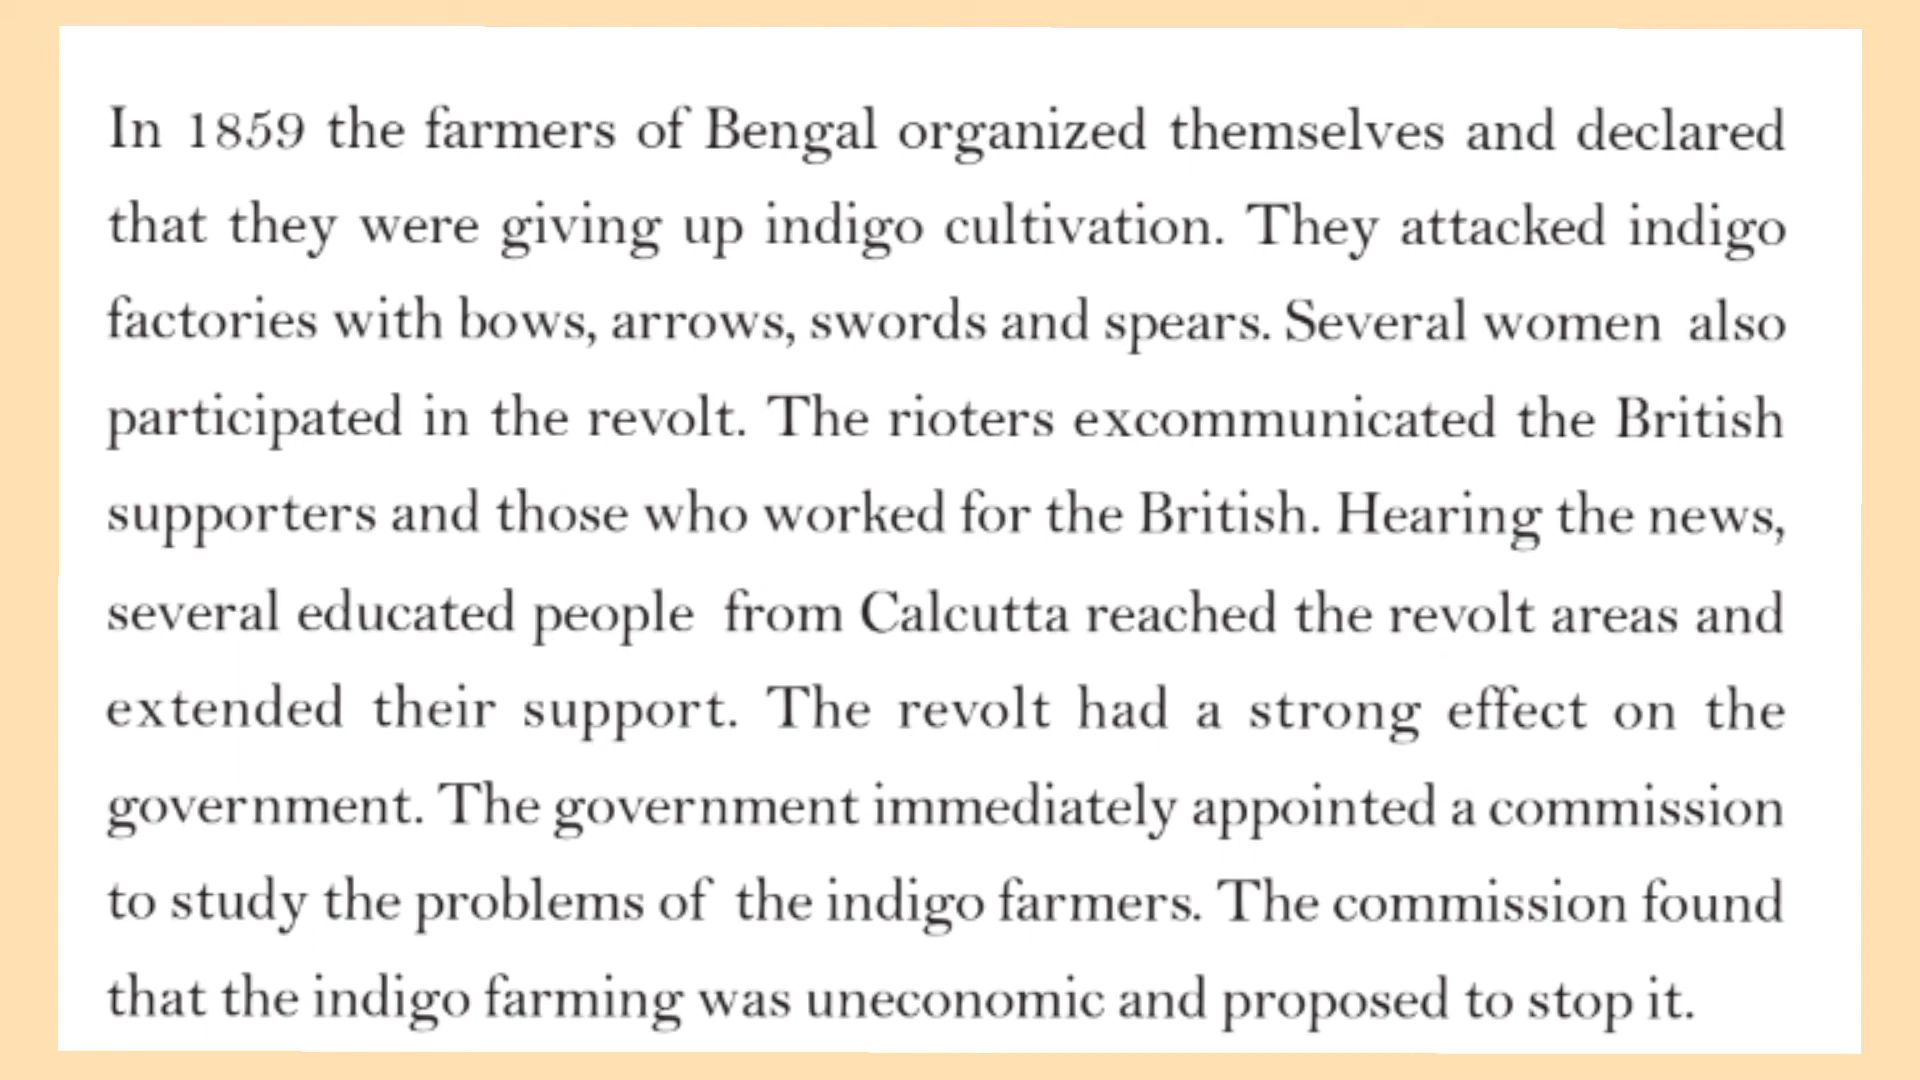 In 1859 the farmers of Bengal organized themselves and declared
that they were giving up indigo cultivation. They attacked indigo
factories with bows, arrows, swords and spears. Several women also
participated in the revolt. The rioters excommunicated the British
supporters and those who worked for the British. Hearing the news,
several educated people from Calcutta reached the revolt areas and
extended their support. The revolt had a strong effect on the
government. The government immediately appointed a commission
to study the problems of the indigo farmers. The commission found
that the indigo farming was uneconomic and proposed to stop it.